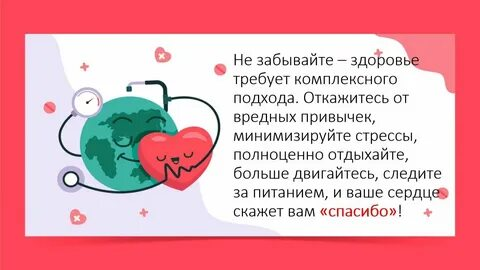 Не забывайте – здоровье
требует комплексного
подхода. Откажитесь от
вредных привычек,
минимизируйте стрессы,
полноценно отдыхайте,
больше двигайтесь, следите
за питанием, и ваше сердце
скажет вам «спасибо»!